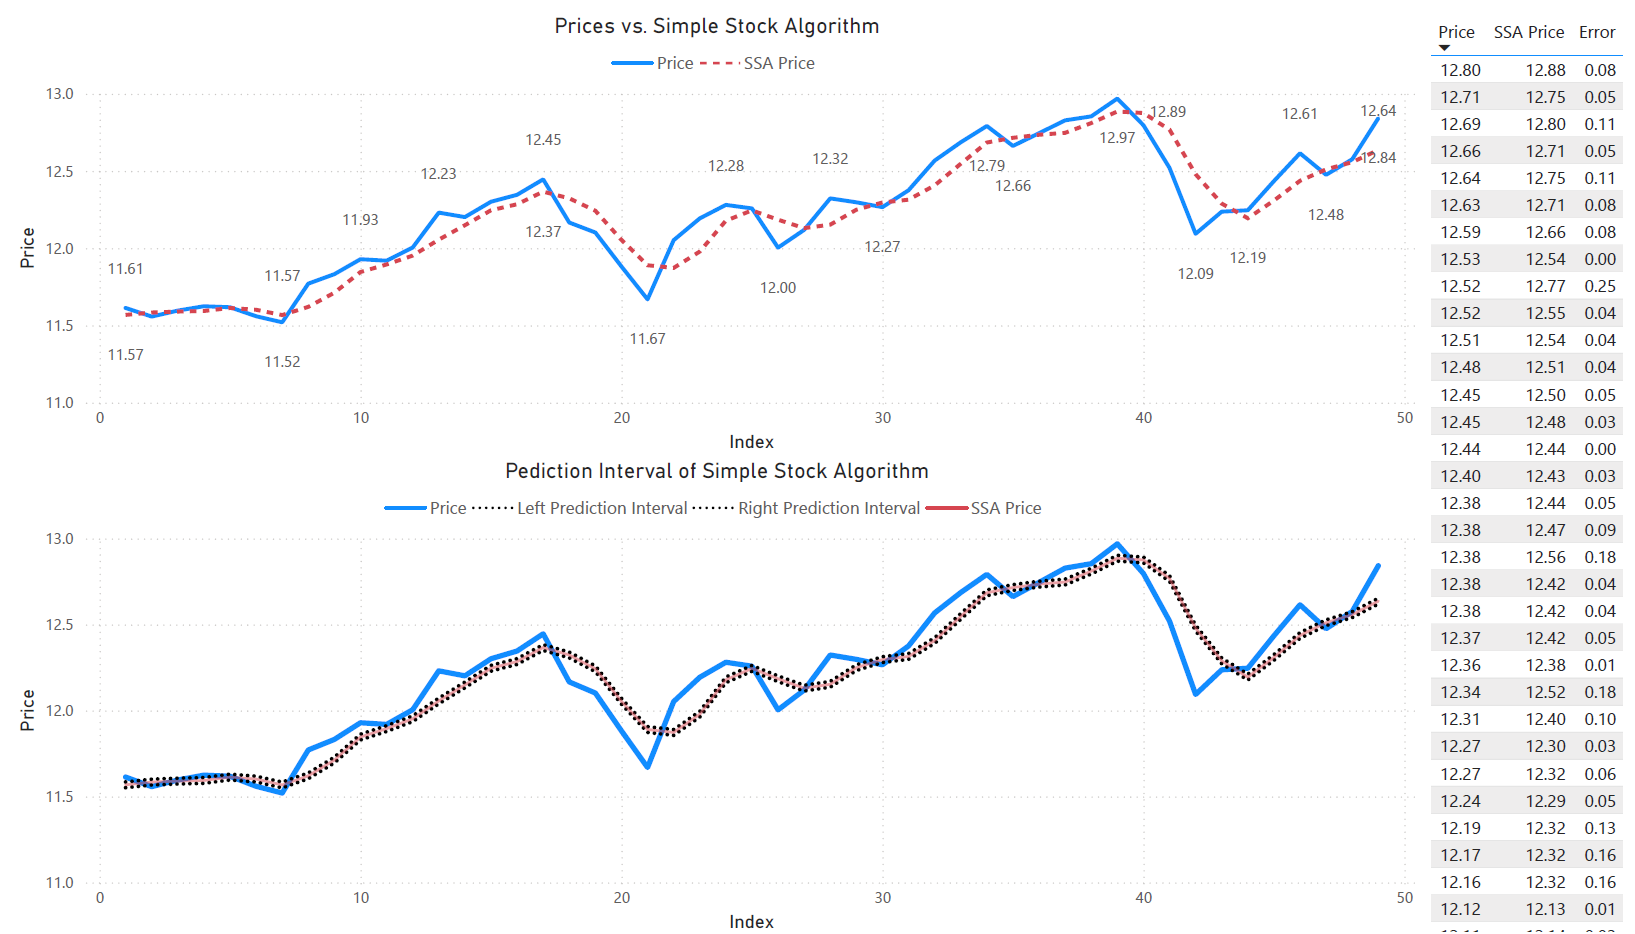 Prices vs. Simple Stock Algorithm
Price SSA Price
Price
13.0
12.5
12.0
11.5
11.0
11.61
11.57
11.57
11.52
11.93
12.23
12.45
12.37
11.67
12.28
12.00
12.32
12.27
12.79
12.66
12.97
12.89
12.09
12.19
12.61
12.48
12.64
12.84
0 10 20 30 40 50
Index
Pediction Interval of Simple Stock Algorithm
Price Left Prediction Interval Right Prediction Interval SSA Price
Price
13.0
12.5
12.0
11.5
11.0
0 10 20 30 40 50
Index
Price SSA Price Error
12.80 12.88 0.08
12.71 12.75 0.05
12.69 12.80 0.11
12.66 12.71 0.05
12.64 12.75 0.11
12.63 12.71 0.08
12.59 12.66 0.08
12.53 12.54 0.00
12.52 12.77 0.25
12.52 12.55 0.04
12.51 12.54 0.04
12.48 12.51 0.04
12.45 12.50 0.05
12.45 12.48 0.03
12.44 12.44 0.00
12.40 12.43 0.03
12.38 12.44 0.05
12.38 12.47 0.09
12.38 12.56 0.18
12.38 12.42 0.04
12.38 12.42 0.04
12.37 12.42 0.05
12.36 12.38 0.01
12.34 12.52 0.18
12.31 12.40 0.10
12.27 12.30 0.03
12.27 12.32 0.06
12.24 12.29 0.05
12.19 12.32 0.13
12.17 12.32 0.16
12.16 12.32 0.16
12.12 12.13 0.01